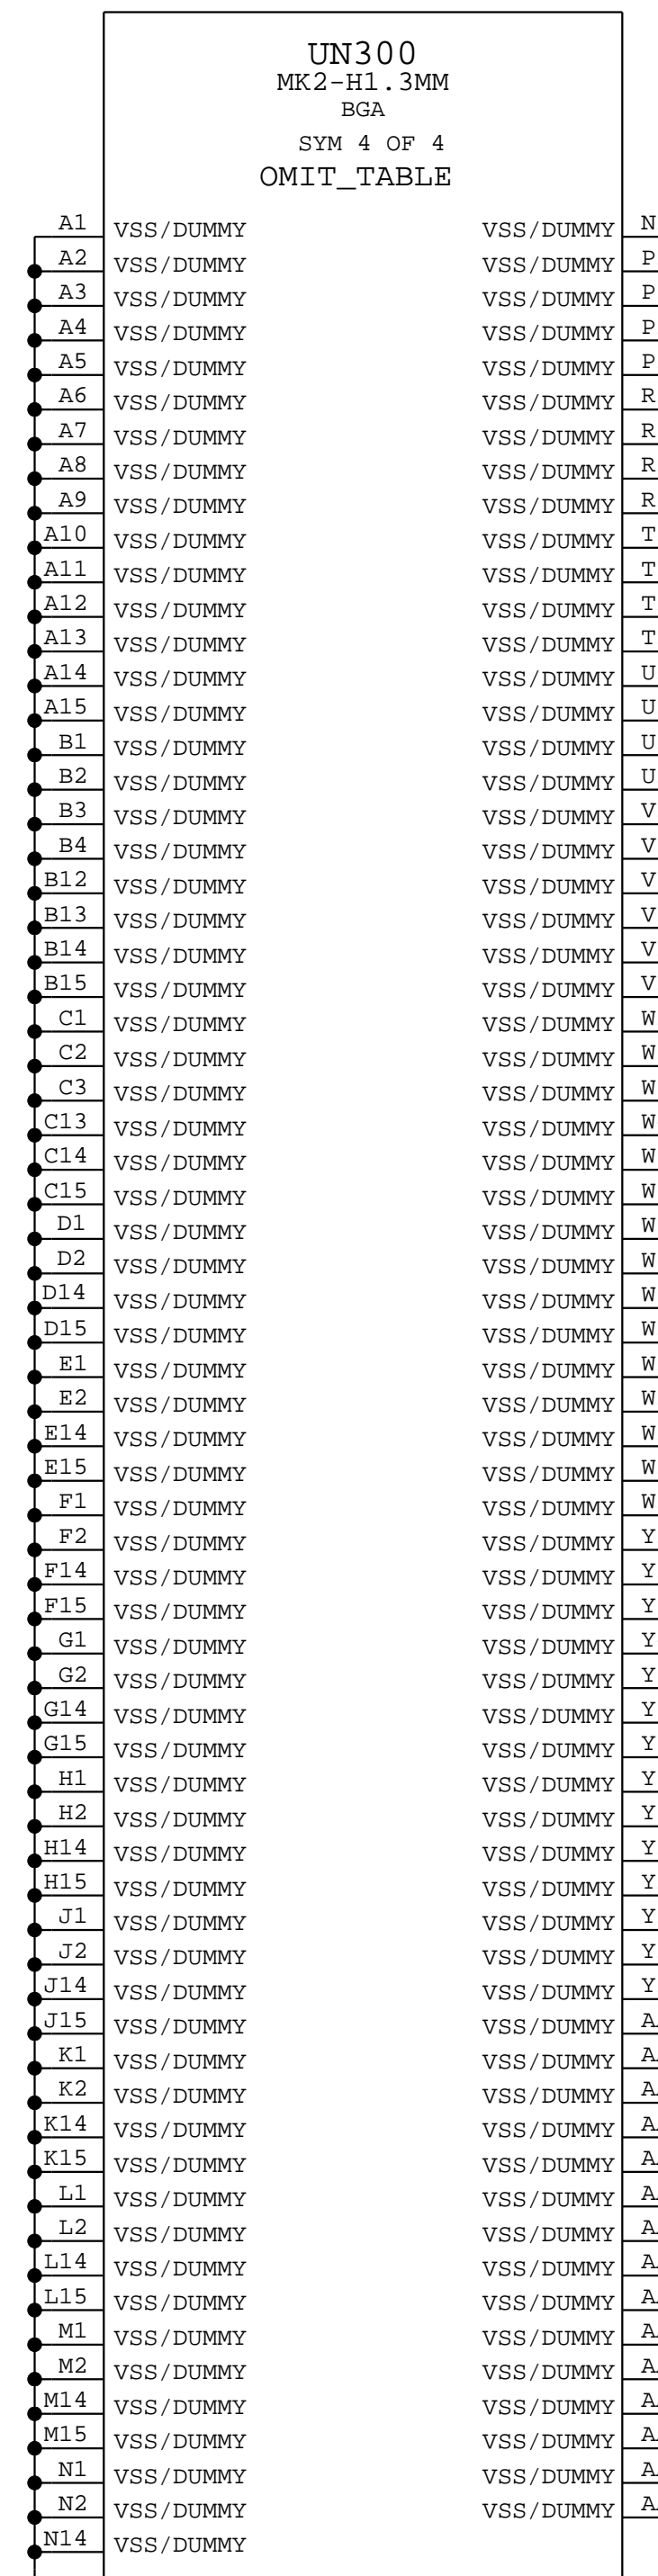 UN300
MK2-H1.3MM
BGA
SYM 4 OF 4
OMIT_TABLE
A1 VSS/DUMMY VSS/DUMMY N
A2 VSS/DUMMY VSS/DUMMY P
A3 VSS/DUMMY VSS/DUMMY P
A4 VSS/DUMMY VSS/DUMMY P
A5 VSS/DUMMY VSS/DUMMY P
A6 VSS/DUMMY VSS/DUMMY R
A7 VSS/DUMMY VSS/DUMMY R
A8 VSS/DUMMY VSS/DUMMY R
A9 VSS/DUMMY VSS/DUMMY R
A10 VSS/DUMMY VSS/DUMMY T
A11 VSS/DUMMY VSS/DUMMY T
A12 VSS/DUMMY VSS/DUMMY T
A13 VSS/DUMMY VSS/DUMMY T
A14 VSS/DUMMY VSS/DUMMY U
A15 VSS/DUMMY VSS/DUMMY U
B1 VSS/DUMMY VSS/DUMMY U
B2 VSS/DUMMY VSS/DUMMY U
B3 VSS/DUMMY VSS/DUMMY V
B4 VSS/DUMMY VSS/DUMMY V
B12 VSS/DUMMY VSS/DUMMY V
B13 VSS/DUMMY VSS/DUMMY V
B14 VSS/DUMMY VSS/DUMMY V
B15 VSS/DUMMY VSS/DUMMY V
C1 VSS/DUMMY VSS/DUMMY W
C2 VSS/DUMMY VSS/DUMMY W
C3 VSS/DUMMY VSS/DUMMY W
C13 VSS/DUMMY VSS/DUMMY W
C14 VSS/DUMMY VSS/DUMMY W
C15 VSS/DUMMY VSS/DUMMY W
D1 VSS/DUMMY VSS/DUMMY W
D2 VSS/DUMMY VSS/DUMMY W
D14 VSS/DUMMY VSS/DUMMY W
D15 VSS/DUMMY VSS/DUMMY W
E1 VSS/DUMMY VSS/DUMMY W
E2 VSS/DUMMY VSS/DUMMY W
E14 VSS/DUMMY VSS/DUMMY W
E15 VSS/DUMMY VSS/DUMMY W
F1 VSS/DUMMY VSS/DUMMY W
F2 VSS/DUMMY VSS/DUMMY Y
F14 VSS/DUMMY VSS/DUMMY Y
F15 VSS/DUMMY VSS/DUMMY Y
G1 VSS/DUMMY VSS/DUMMY Y
G2 VSS/DUMMY VSS/DUMMY Y
G14 VSS/DUMMY VSS/DUMMY Y
G15 VSS/DUMMY VSS/DUMMY Y
H1 VSS/DUMMY VSS/DUMMY Y
H2 VSS/DUMMY VSS/DUMMY Y
H14 VSS/DUMMY VSS/DUMMY Y
H15 VSS/DUMMY VSS/DUMMY Y
J1 VSS/DUMMY VSS/DUMMY Y
J2 VSS/DUMMY VSS/DUMMY Y
J14 VSS/DUMMY VSS/DUMMY Y
J15 VSS/DUMMY VSS/DUMMY A
K1 VSS/DUMMY VSS/DUMMY A
K2 VSS/DUMMY VSS/DUMMY A
K14 VSS/DUMMY VSS/DUMMY A
K15 VSS/DUMMY VSS/DUMMY A
L1 VSS/DUMMY VSS/DUMMY A
L2 VSS/DUMMY VSS/DUMMY A
L14 VSS/DUMMY VSS/DUMMY A
L15 VSS/DUMMY VSS/DUMMY A
M1 VSS/DUMMY VSS/DUMMY A
M2 VSS/DUMMY VSS/DUMMY A
M14 VSS/DUMMY VSS/DUMMY A
M15 VSS/DUMMY VSS/DUMMY A
N1 VSS/DUMMY VSS/DUMMY A
N2 VSS/DUMMY VSS/DUMMY A
N14 VSS/DUMMY